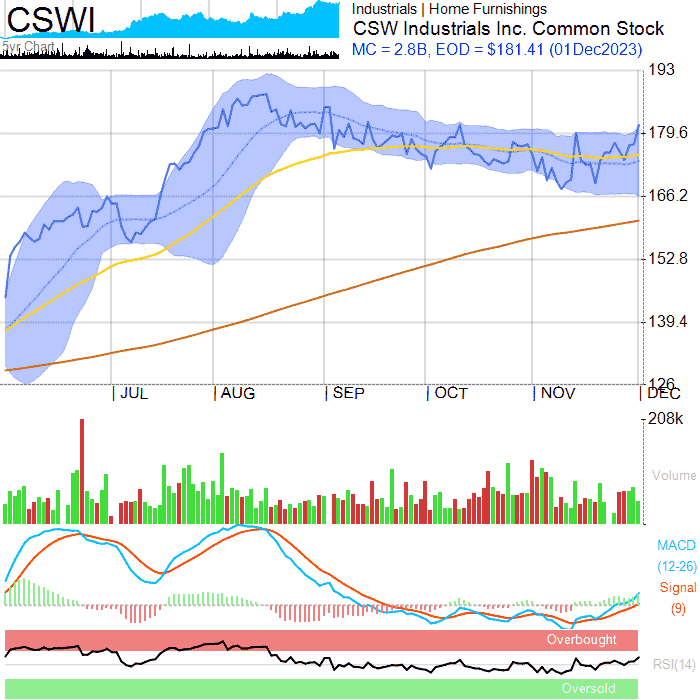 CSWI
5yr Chart
Industrials | Home Furnishings
CSW Industrials Inc. Common Stock
MC = 2.8B, EOD = $181.41 (01Dec2023)
193
179.6
166.2
152.8
139.4
126
JUL AUG SEP OCT NOV DEC
208k
Volume
MACD
(12-26)
Signal
(9)
Overbought
RSI(14)
Oversold